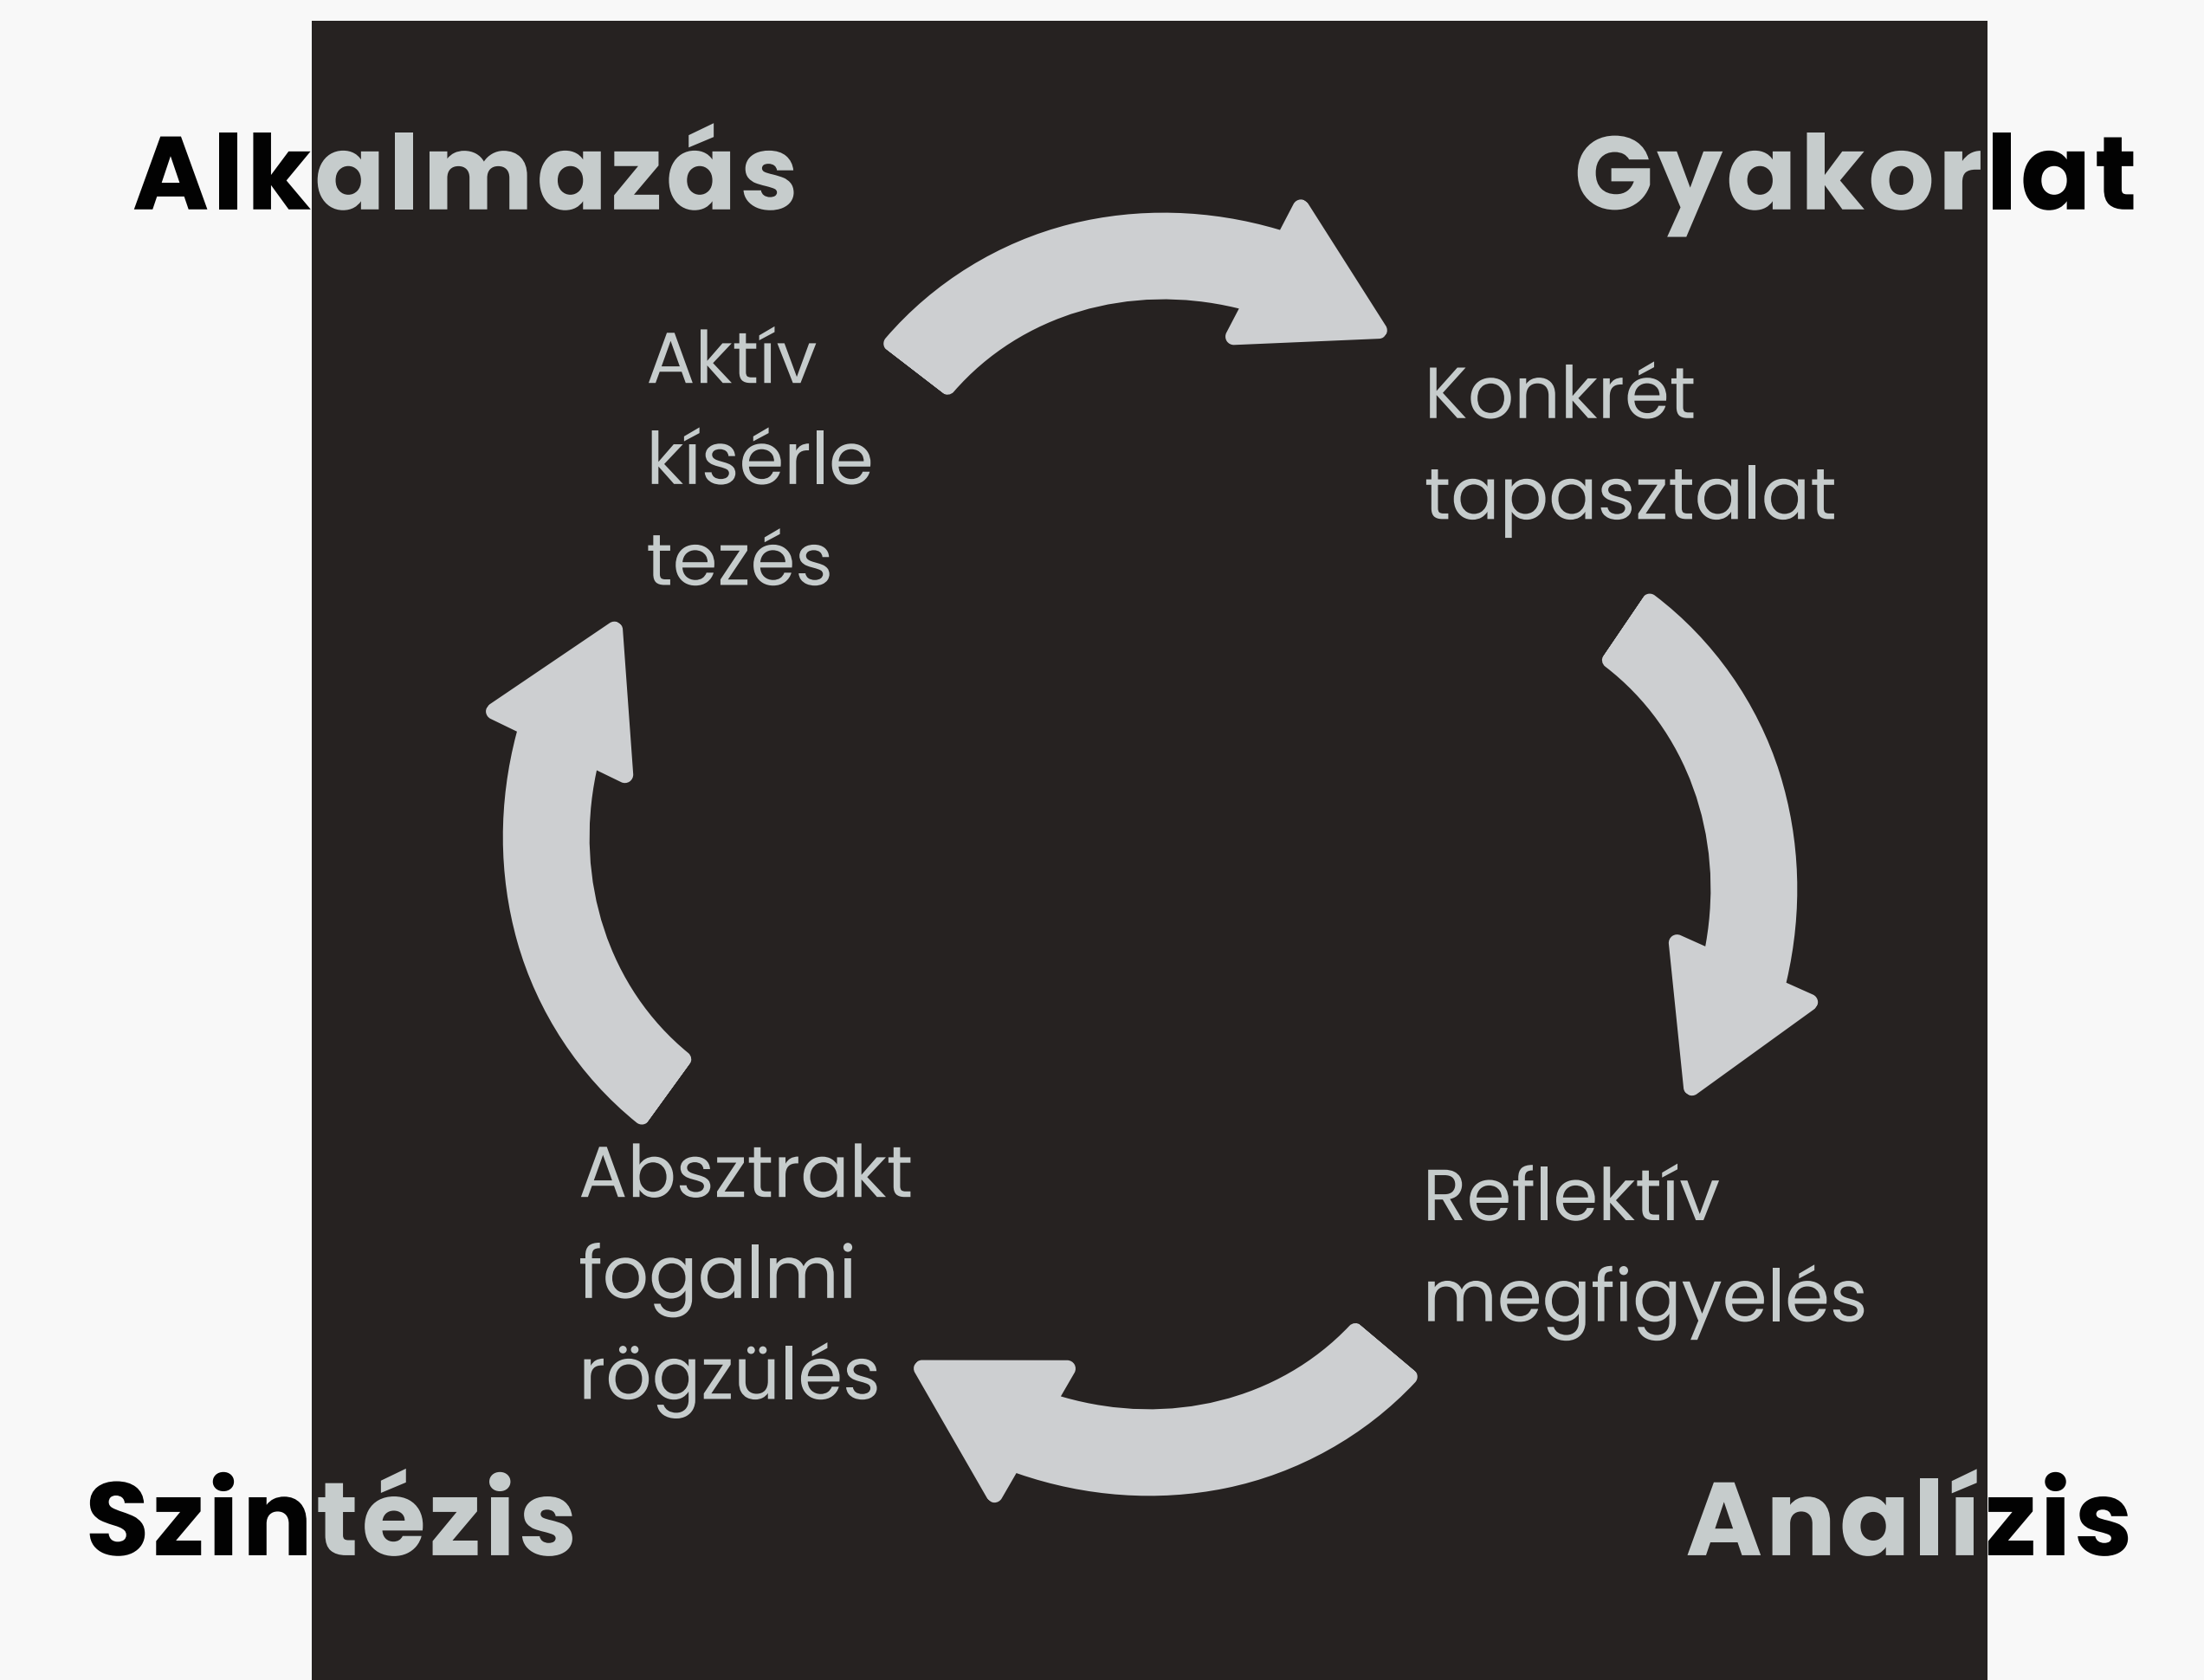 Alkalmazás
Gyakorlat
Aktív
kísérle
tezés
Konkrét
tapasztalat
Absztrakt
fogalmi
rögzülés
Reflektív
megfigyelés
Szintézis
Analízis